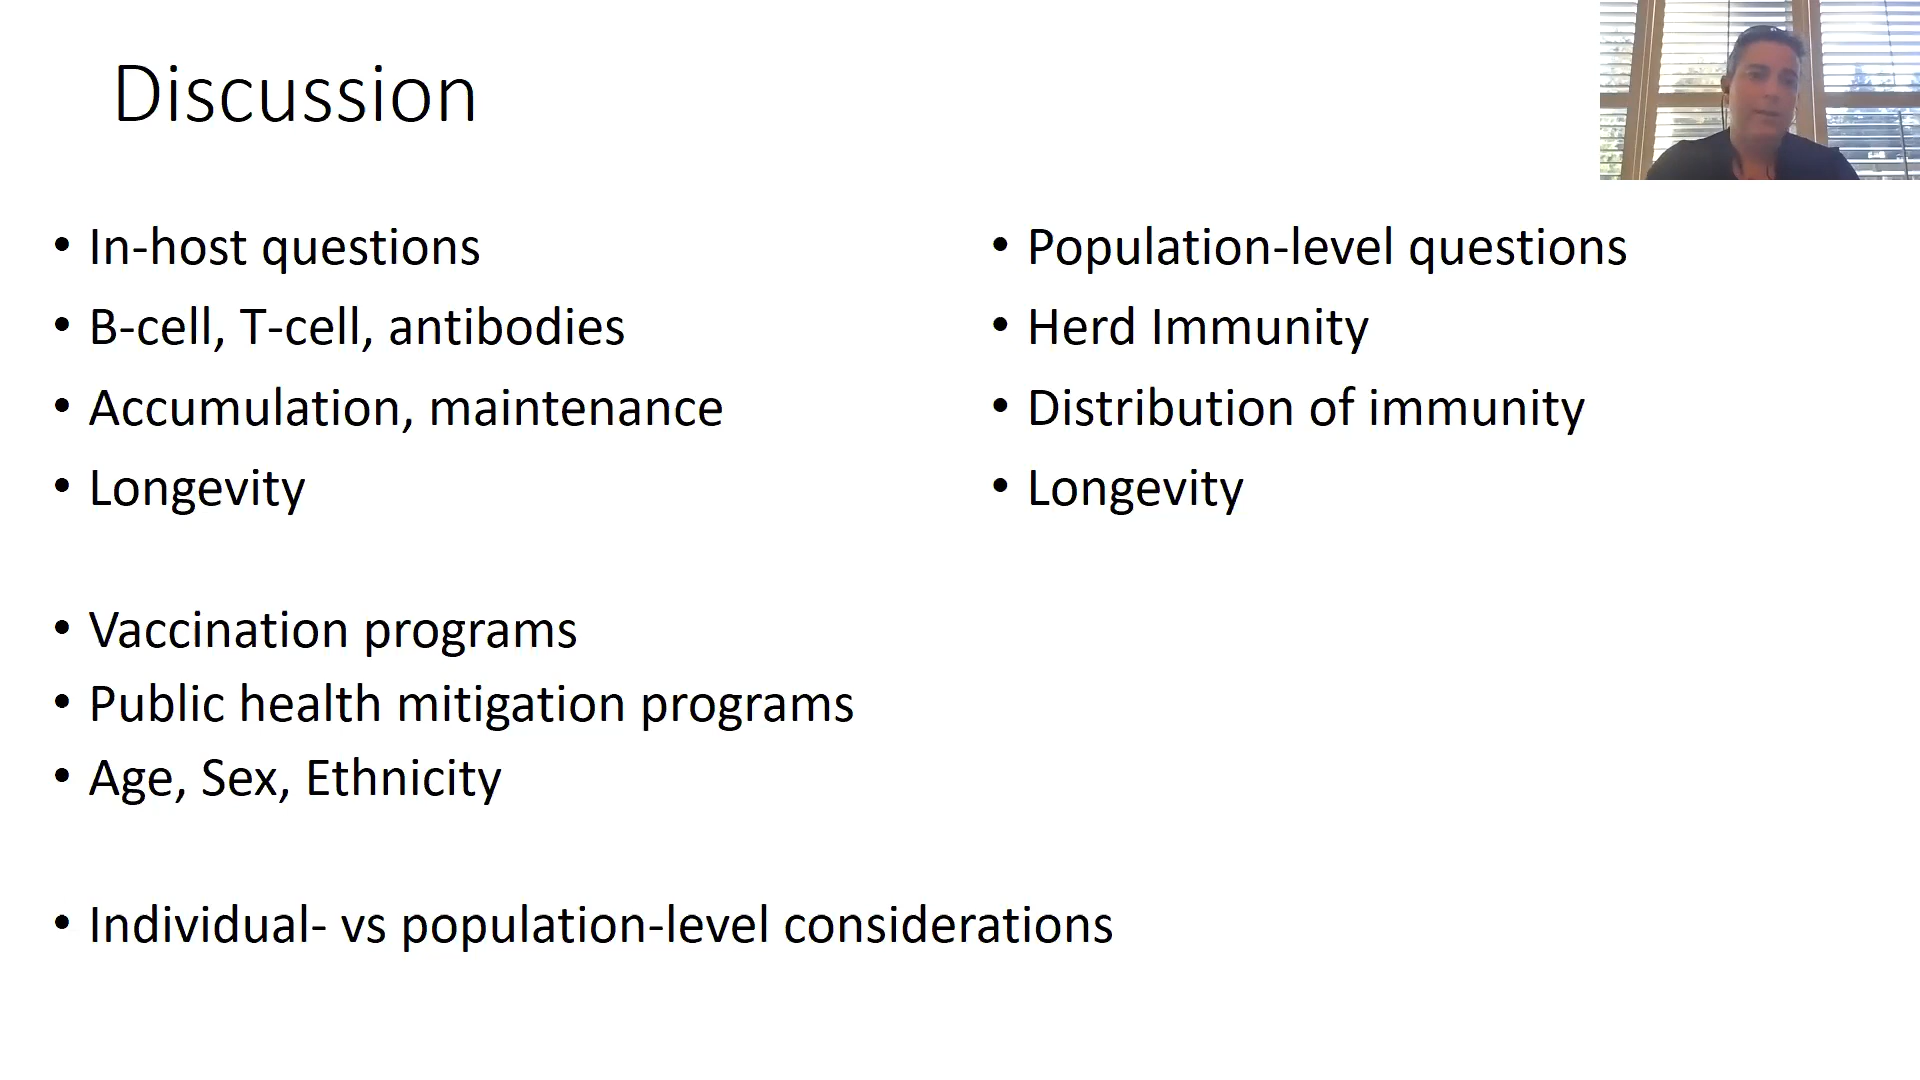 Discussion
• In-host questions
• B-cell, T-cell, antibodies
• Accumulation, maintenance
• Longevity
• Population-level questions
• Herd Immunity
• Distribution of immunity
• Longevity
• Vaccination programs
• Public health mitigation programs
• Age, Sex, Ethnicity
• Individual- vs population-level considerations